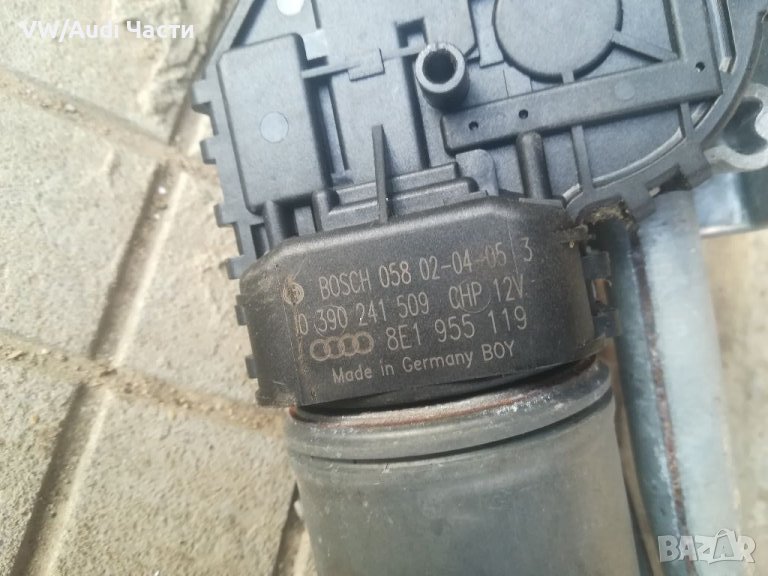 VW/Audi Части
BOSCH 058 02-04-05 3
0 390 241 509 CHP 12V
8E1 955 119
Made in Germany BOY
BAZAR